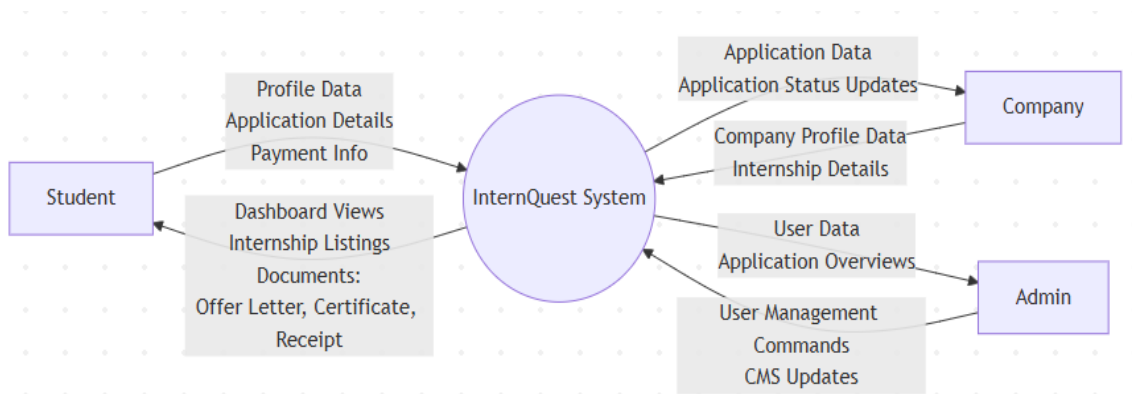 Student
Profile Data
Application Details
Payment Info
Dashboard Views
Internship Listings
Documents:
Offer Letter, Certificate,
Receipt
InternQuest System
Application Data
Application Status Updates
Company Profile Data
Internship Details
Company
User Data
Application Overviews
User Management
Commands
CMS Updates
Admin